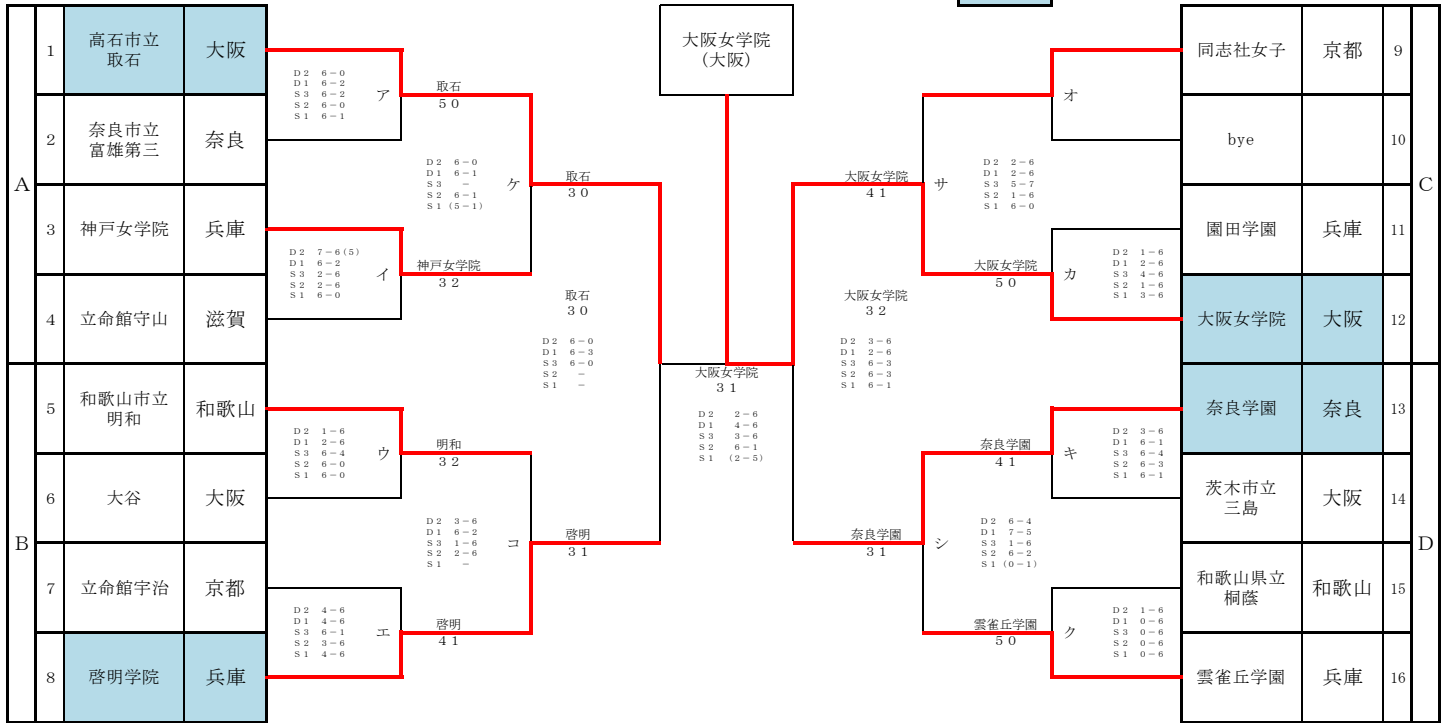 A
1
高石市立
取石
大阪
2
奈良市立
富雄第三
奈良
3
神戸女学院
兵庫
4
立命館守山
滋賀
B
5
和歌山市立
明和
和歌山
6
大谷
大阪
7
立命館宇治
京都
8
啓明学院
兵庫
D2 6-0
D1 6-2
S3 6-2
S2 6-0
S1 6-1
ア
取石
50
D2 7-6(5)
D1 6-2
S3 2-6
S2 2-6
S1 6-0
イ
神戸女学院
32
D2 1-6
D1 2-6
S3 6-4
S2 6-0
S1 6-0
ウ
明和
32
D2 4-6
D1 4-6
S3 6-1
S2 3-6
S1 4-6
エ
啓明
41
D2 6-0
D1 6-1
S3 -
S2 6-1
S1 (5-1)
ケ
取石
30
D2 3-6
D1 6-2
S3 1-6
S2 2-6
S1 -
コ
啓明
31
取石
30
D2 6-0
D1 6-3
S3 6-0
S2 -
S1 -
大阪女学院
(大阪)
大阪女学院
31
D2 2-6
D1 4-6
S3 3-6
S2 6-1
S1 (2-5)
大阪女学院
32
D2 3-6
D1 2-6
S3 6-3
S2 6-3
S1 6-1
大阪女学院
41
サ
D2 2-6
D1 2-6
S3 5-7
S2 1-6
S1 6-0
奈良学園
31
シ
D2 6-4
D1 7-5
S3 1-6
S2 6-2
S1 (0-1)
オ
大阪女学院
50
カ
D2 1-6
D1 2-6
S3 4-6
S2 1-6
S1 3-6
奈良学園
41
キ
D2 3-6
D1 6-1
S3 6-4
S2 6-3
S1 6-1
雲雀丘学園
50
ク
D2 1-6
D1 0-6
S3 0-6
S2 0-6
S1 0-6
同志社女子
京都
9
bye
10
園田学園
兵庫
11
大阪女学院
大阪
12
C
奈良学園
奈良
13
茨木市立
三島
大阪
14
和歌山県立
桐蔭
和歌山
15
雲雀丘学園
兵庫
16
D